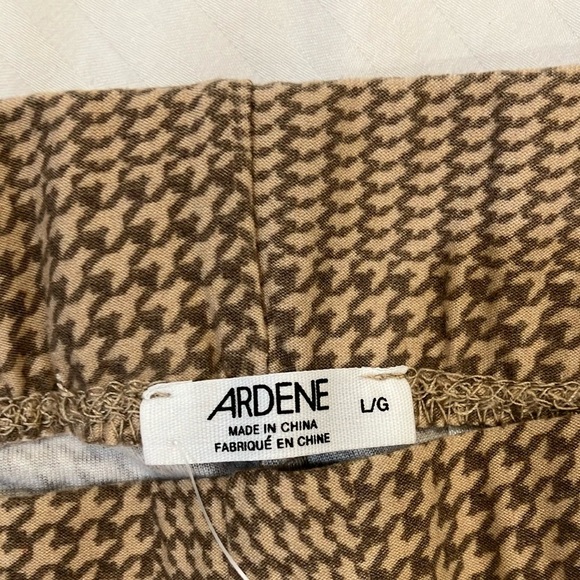 ARDENE L/G
MADE IN CHINA
FABRIQUÉ EN CHINE